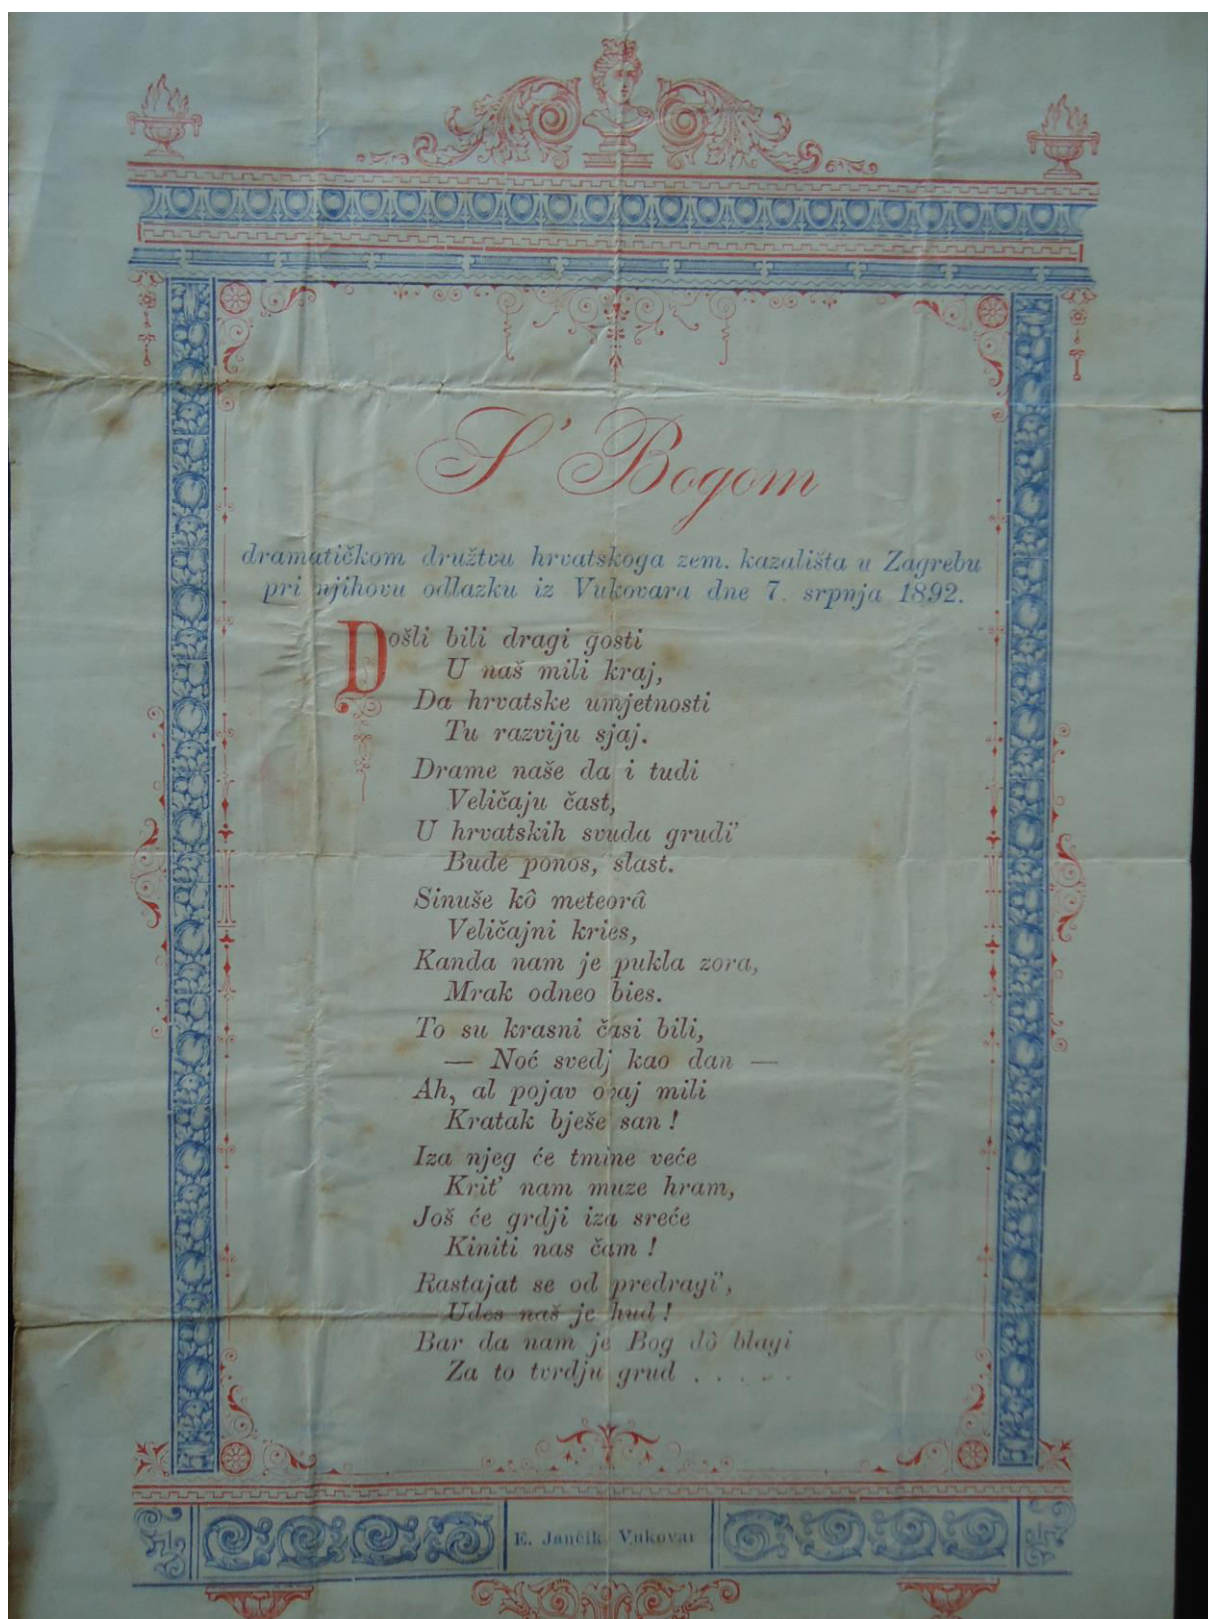 S' Bogom
dramatičkom družtvu hrvatskoga zem. kazališta u Zagrebu
pri njihovu odlazku iz Vukovara dne 7. srpnja 1892.
Došli bili dragi gosti
U naš mili kraj,
Da hrvatske umjetnosti
Tu razviju sjaj.
Drame naše da i tudi
Veličaju čast,
U hrvatskih svuda grudi'
Bude ponos, slast.
Sinuše kô meteorâ
Veličajni kries,
Kanda nam je pukla zora,
Mrak odneo bies.
To su krasni časi bili,
— Noć svedj kao dan —
Ah, al pojav ovaj mili
Kratak bješe san !
Iza njeg će tmine veće
Krit' nam muze hram,
Još će grdji iza sreće
Kiniti nas čam !
Rastajat se od predragi',
Udes naš je hud !
Bar da nam je Bog dô blagi
Za to tvrdju grud . . . . .
E. Jančik Vukovar